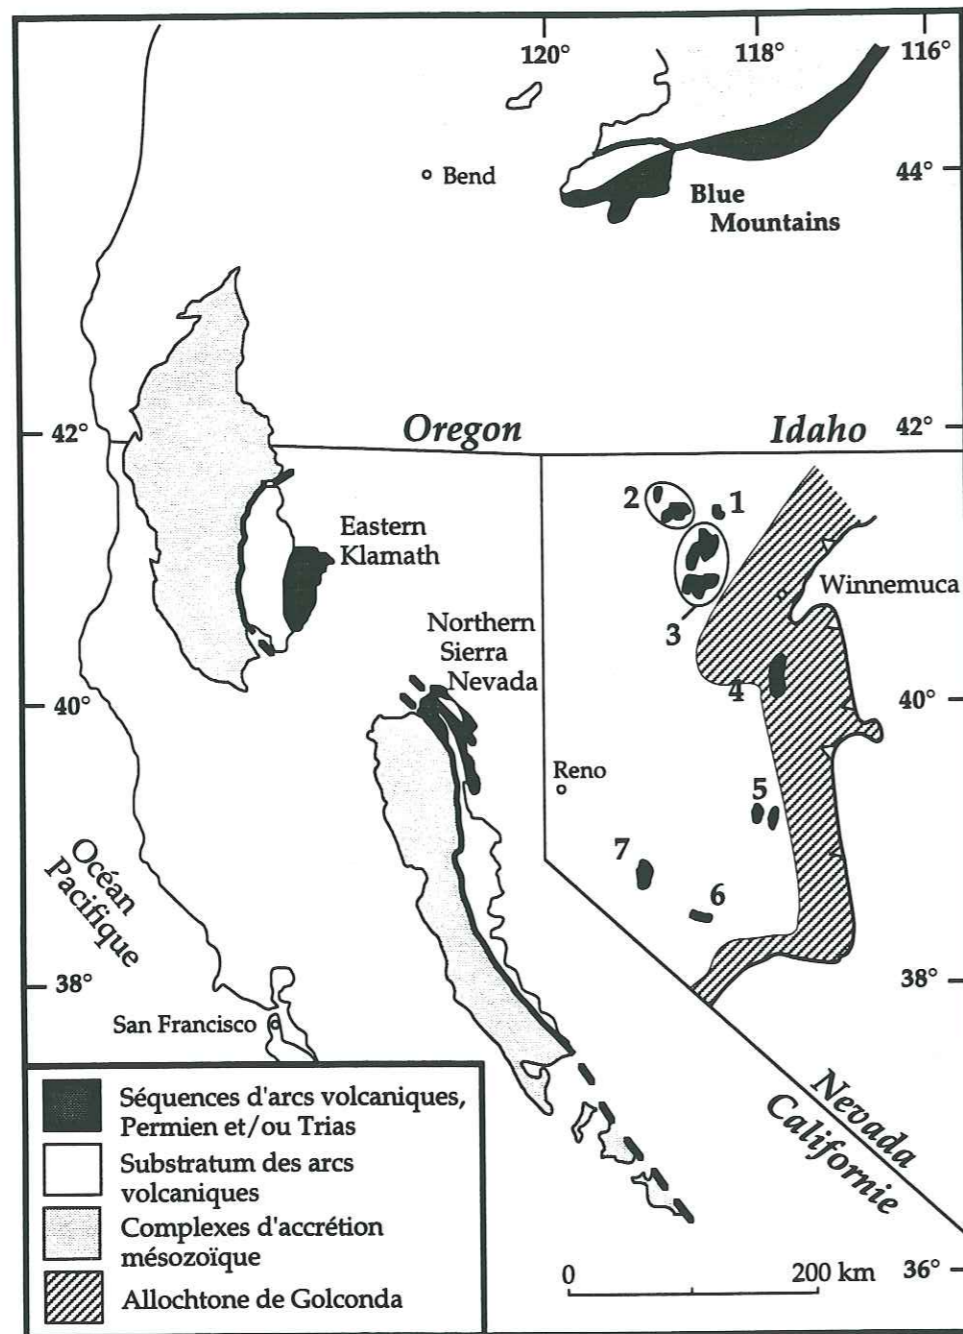 120°
118°
116°
Bend
44°
Blue
Mountains
42°
Oregon
Idaho
42°
2
1
Eastern
Klamath
Winnemuca
Northern
Sierra
Nevada
3
40°
4
40°
Reno
5
7
6
Océan
Pacifique
38°
38°
San Francisco
Nevada
Californie
Séquences d'arcs volcaniques,
Permien et/ou Trias
Substratum des arcs
volcaniques
Complexes d'accrétion
mésozoïque
Allochtone de Golconda
0
200 km
36°